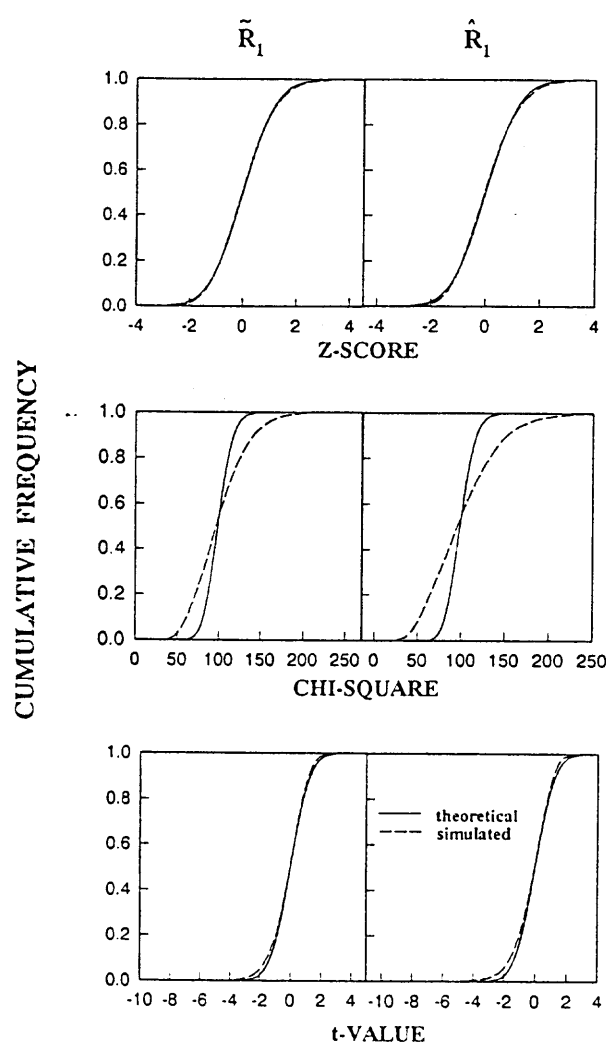 R̃₁ R̂₁
1.0
0.8
0.6
0.4
0.2
0.0
-4 -2 0 2 4 -4 -2 0 2 4
Z-SCORE
CUMULATIVE FREQUENCY
1.0
0.8
0.6
0.4
0.2
0.0
0 50 100 150 200 250 0 50 100 150 200 250
CHI-SQUARE
1.0
0.8
0.6
0.4
0.2
0.0
theoretical
simulated
-10 -8 -6 -4 -2 0 2 4 -10 -8 -6 -4 -2 0 2 4
t-VALUE